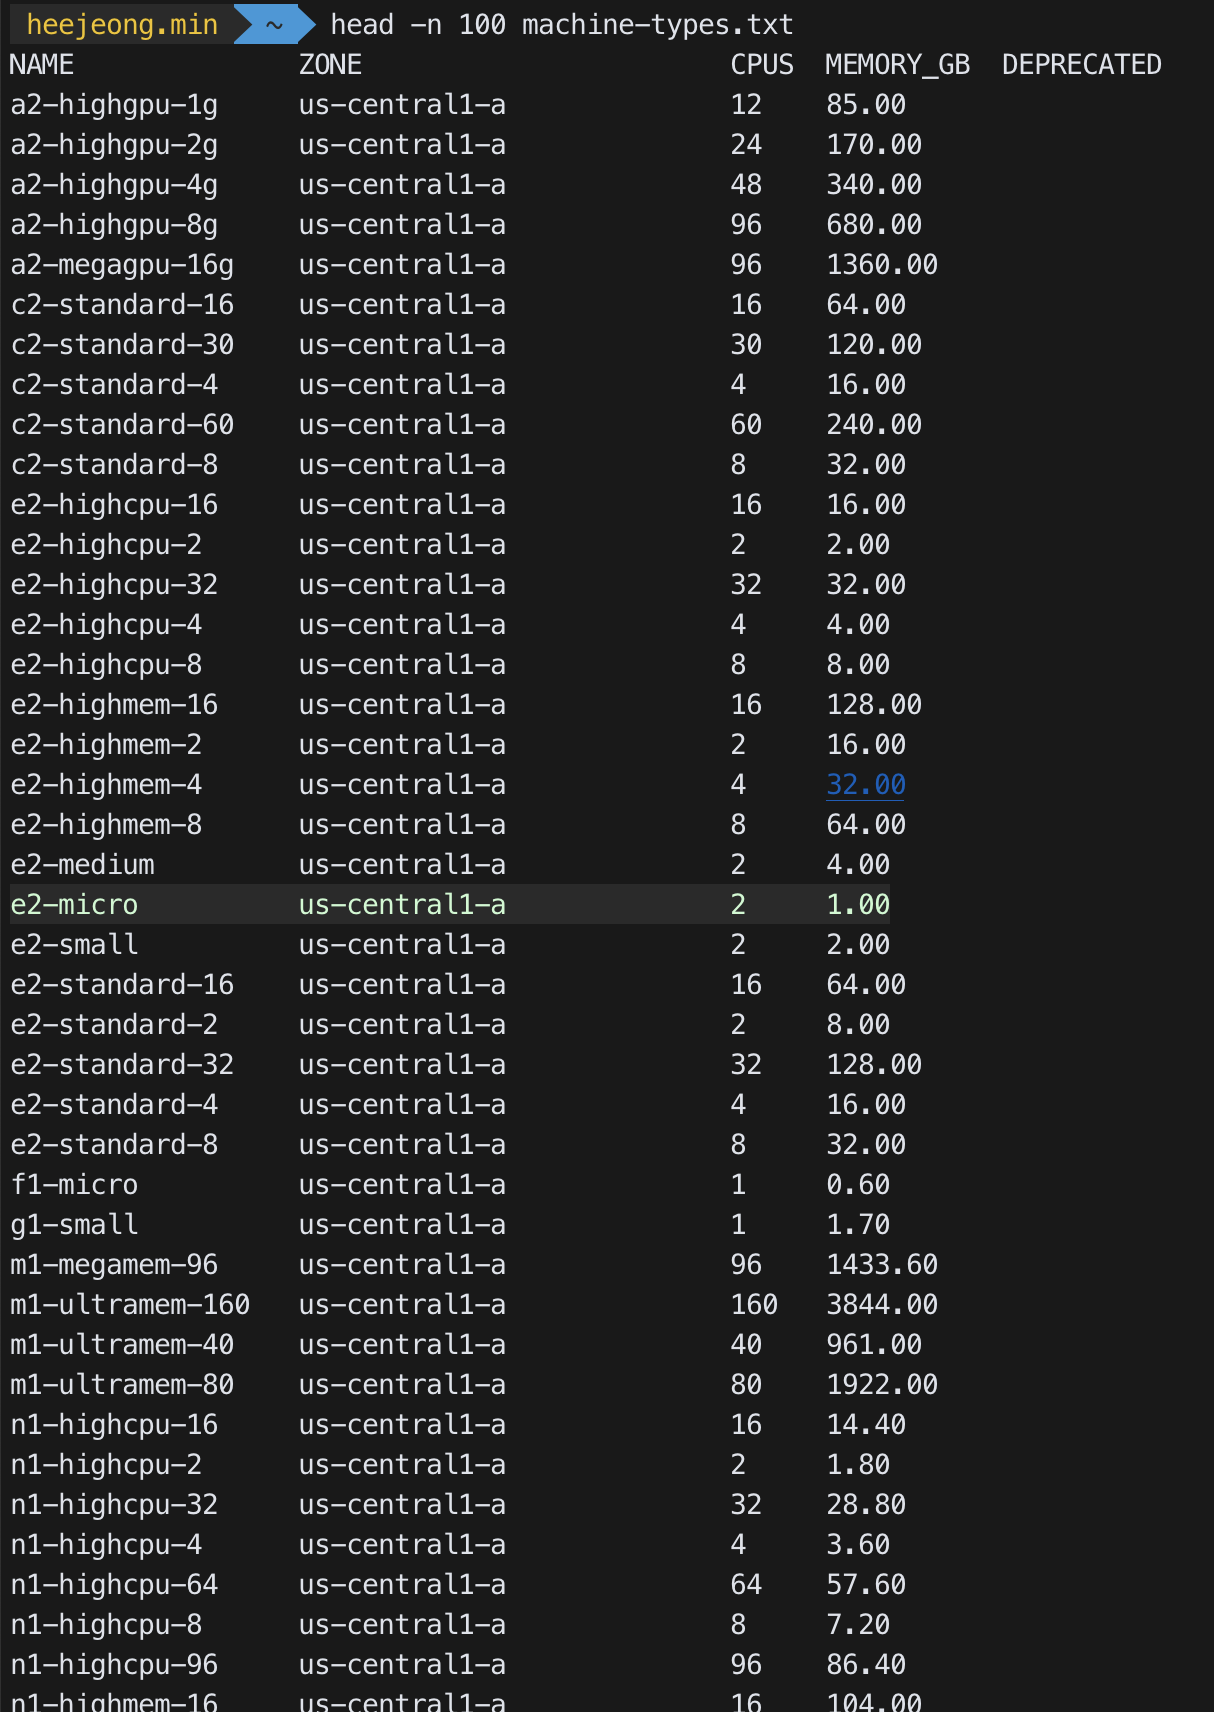 heejeong.min ~ head -n 100 machine-types.txt
NAME ZONE CPUS MEMORY_GB DEPRECATED
a2-highgpu-1g us-central1-a 12 85.00
a2-highgpu-2g us-central1-a 24 170.00
a2-highgpu-4g us-central1-a 48 340.00
a2-highgpu-8g us-central1-a 96 680.00
a2-megagpu-16g us-central1-a 96 1360.00
c2-standard-16 us-central1-a 16 64.00
c2-standard-30 us-central1-a 30 120.00
c2-standard-4 us-central1-a 4 16.00
c2-standard-60 us-central1-a 60 240.00
c2-standard-8 us-central1-a 8 32.00
e2-highcpu-16 us-central1-a 16 16.00
e2-highcpu-2 us-central1-a 2 2.00
e2-highcpu-32 us-central1-a 32 32.00
e2-highcpu-4 us-central1-a 4 4.00
e2-highcpu-8 us-central1-a 8 8.00
e2-highmem-16 us-central1-a 16 128.00
e2-highmem-2 us-central1-a 2 16.00
e2-highmem-4 us-central1-a 4 32.00
e2-highmem-8 us-central1-a 8 64.00
e2-medium us-central1-a 2 4.00
e2-micro us-central1-a 2 1.00
e2-small us-central1-a 2 2.00
e2-standard-16 us-central1-a 16 64.00
e2-standard-2 us-central1-a 2 8.00
e2-standard-32 us-central1-a 32 128.00
e2-standard-4 us-central1-a 4 16.00
e2-standard-8 us-central1-a 8 32.00
f1-micro us-central1-a 1 0.60
g1-small us-central1-a 1 1.70
m1-megamem-96 us-central1-a 96 1433.60
m1-ultramem-160 us-central1-a 160 3844.00
m1-ultramem-40 us-central1-a 40 961.00
m1-ultramem-80 us-central1-a 80 1922.00
n1-highcpu-16 us-central1-a 16 14.40
n1-highcpu-2 us-central1-a 2 1.80
n1-highcpu-32 us-central1-a 32 28.80
n1-highcpu-4 us-central1-a 4 3.60
n1-highcpu-64 us-central1-a 64 57.60
n1-highcpu-8 us-central1-a 8 7.20
n1-highcpu-96 us-central1-a 96 86.40
n1-highmem-16 us-central1-a 16 104.00